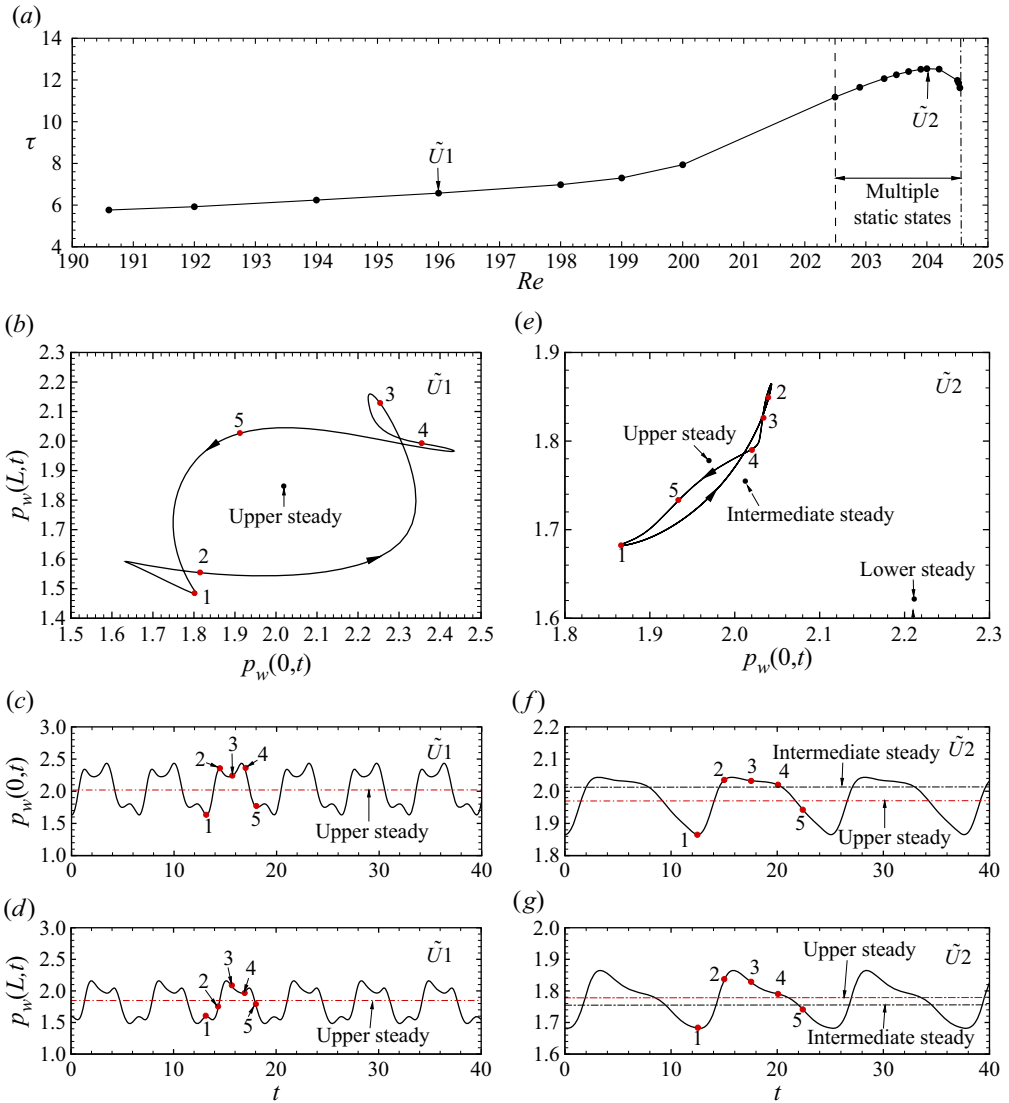 (a)
14
12
10
8
6
4
τ
Ũ1
Ũ2
Multiple
static states
190 191 192 193 194 195 196 197 198 199 200 201 202 203 204 205
Re
(b)
2.3
2.2
2.1
2.0
1.9
1.8
1.7
1.6
1.5
1.4
p_w(L,t)
Ũ1
3
5
4
Upper steady
2
1
1.5 1.6 1.7 1.8 1.9 2.0 2.1 2.2 2.3 2.4 2.5
p_w(0,t)
(e)
1.9
1.8
1.7
1.6
Ũ2
2
3
Upper steady
4
5
Intermediate steady
1
Lower steady
1.8 1.9 2.0 2.1 2.2 2.3
p_w(0,t)
(c)
3.0
2.5
2.0
1.5
1.0
p_w(0,t)
Ũ1
2 3 4
1 5
Upper steady
0 10 20 30 40
(f)
2.2
2.1
2.0
1.9
1.8
Intermediate steady
Ũ2
2 3 4
5
1
Upper steady
0 10 20 30 40
(d)
3.0
2.5
2.0
1.5
1.0
p_w(L,t)
Ũ1
2 3 4
1 5
Upper steady
0 10 20 30 40
t
(g)
2.0
1.9
1.8
1.7
1.6
Upper steady
Ũ2
2 3 4
5
1
Intermediate steady
0 10 20 30 40
t